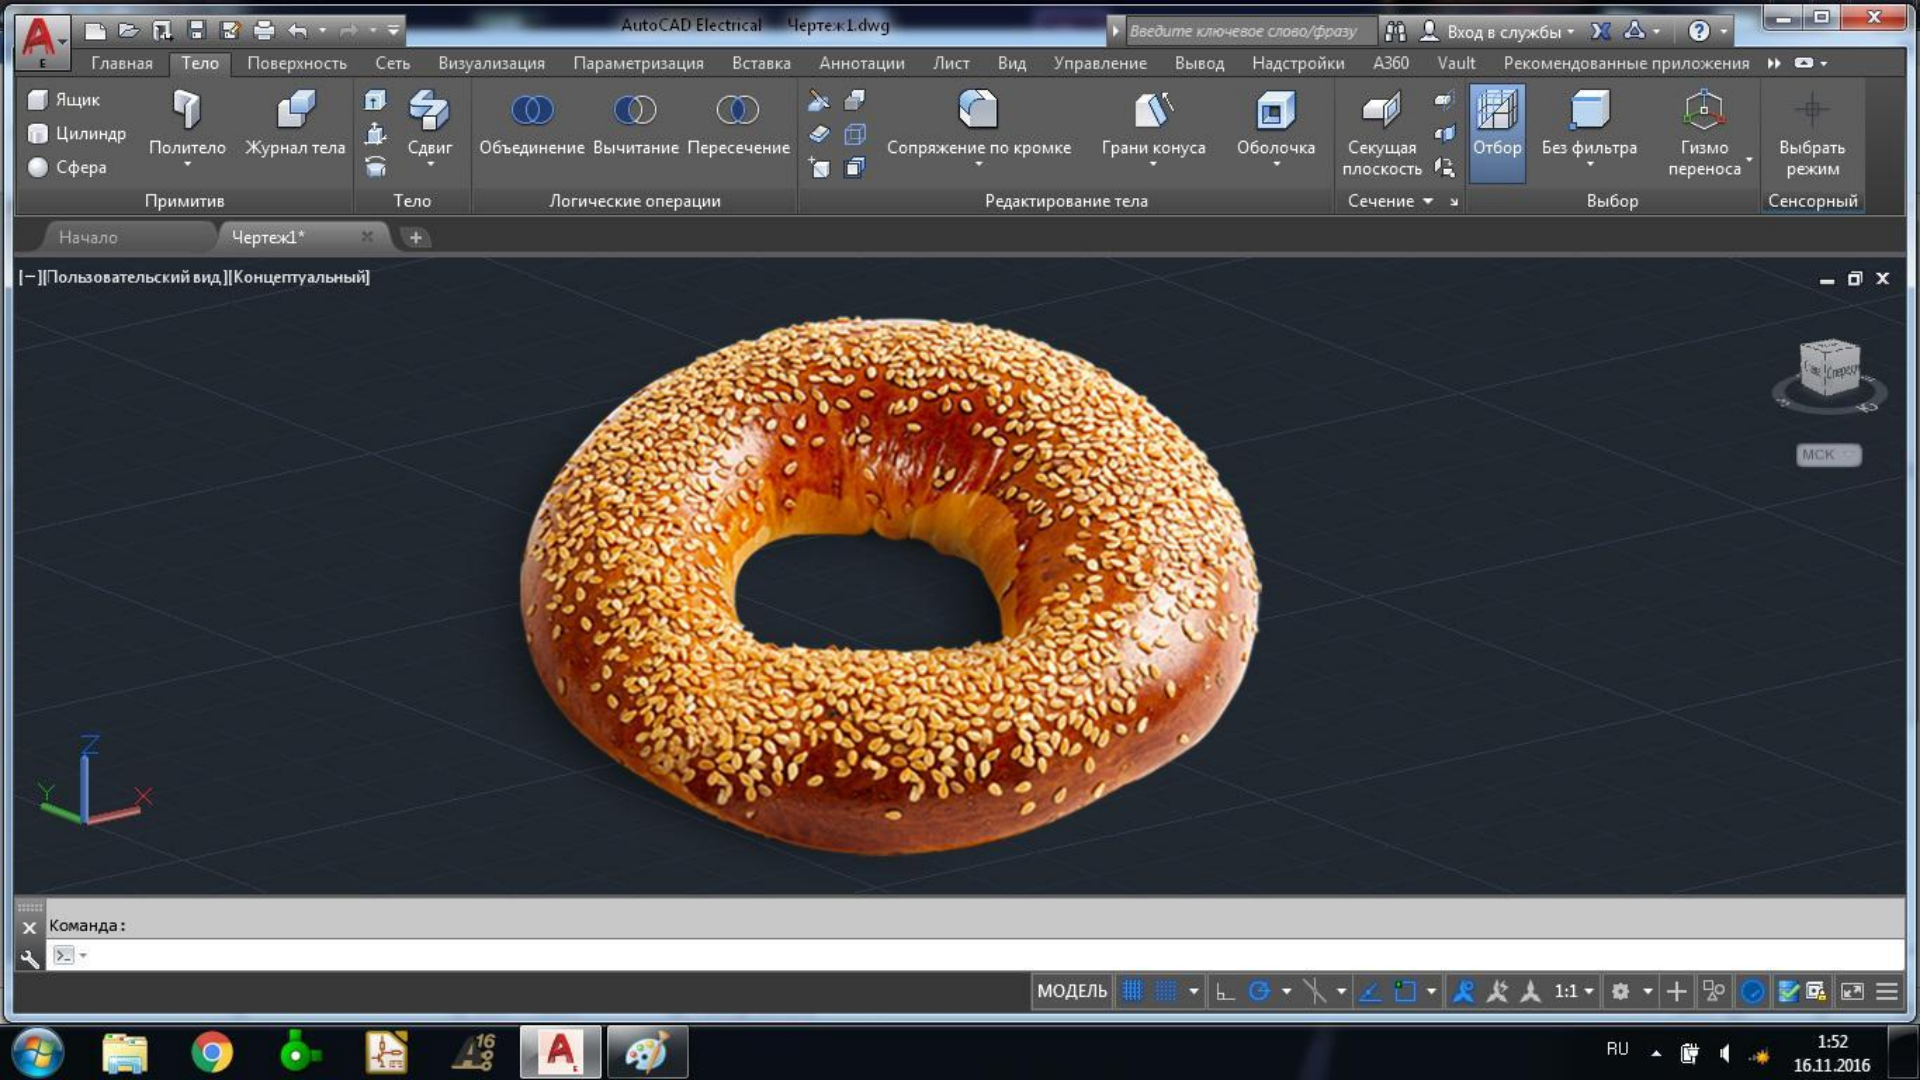 AutoCAD Electrical Чертеж1.dwg
Введите ключевое слово/фразу
Вход в службы
Главная Тело Поверхность Сеть Визуализация Параметризация Вставка Аннотации Лист Вид Управление Вывод Надстройки A360 Vault Рекомендованные приложения
Ящик
Цилиндр
Сфера
Политело
Журнал тела
Сдвиг
Объединение Вычитание Пересечение
Сопряжение по кромке
Грани конуса
Оболочка
Секущая
плоскость
Отбор
Без фильтра
Гизмо
переноса
Выбрать
режим
Примитив
Тело
Логические операции
Редактирование тела
Сечение
Выбор
Сенсорный
Начало
Чертеж1*
[−][Пользовательский вид][Концептуальный]
МСК
Z
Y
X
Команда:
МОДЕЛЬ
1:1
RU
1:52
16.11.2016